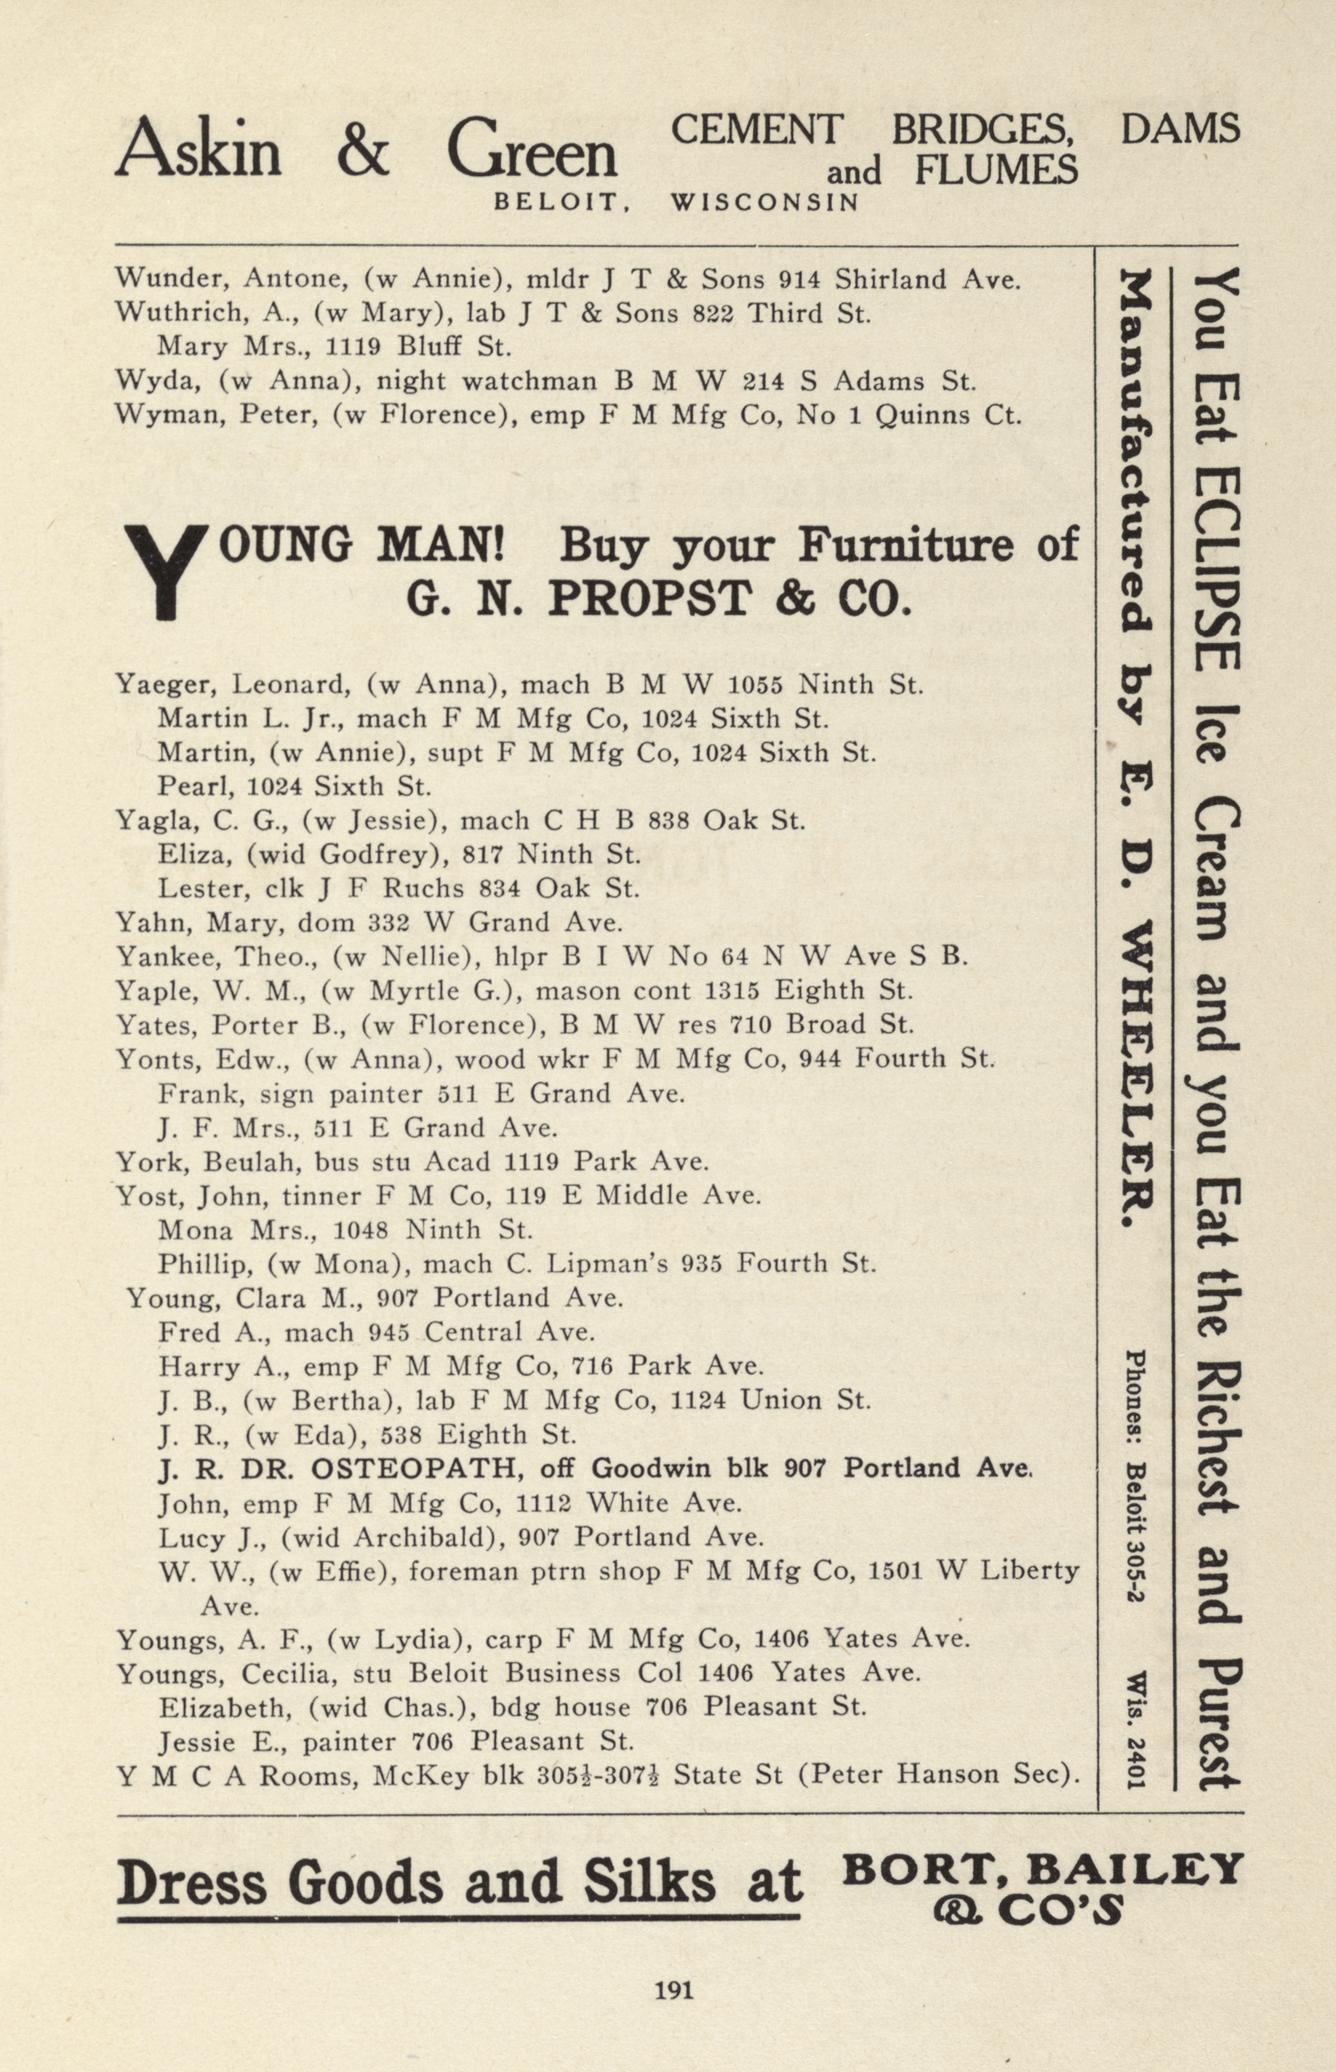 Askin & Green CEMENT BRIDGES, DAMS
and FLUMES
BELOIT, WISCONSIN
Wunder, Antone, (w Annie), mldr J T & Sons 914 Shirland Ave.
Wuthrich, A., (w Mary), lab J T & Sons 822 Third St.
Mary Mrs., 1119 Bluff St.
Wyda, (w Anna), night watchman B M W 214 S Adams St.
Wyman, Peter, (w Florence), emp F M Mfg Co, No 1 Quinns Ct.
YOUNG MAN! Buy your Furniture of
G. N. PROPST & CO.
Yaeger, Leonard, (w Anna), mach B M W 1055 Ninth St.
Martin L. Jr., mach F M Mfg Co, 1024 Sixth St.
Martin, (w Annie), supt F M Mfg Co, 1024 Sixth St.
Pearl, 1024 Sixth St.
Yagla, C. G., (w Jessie), mach C H B 838 Oak St.
Eliza, (wid Godfrey), 817 Ninth St.
Lester, clk J F Ruchs 834 Oak St.
Yahn, Mary, dom 332 W Grand Ave.
Yankee, Theo., (w Nellie), hlpr B I W No 64 N W Ave S B.
Yaple, W. M., (w Myrtle G.), mason cont 1315 Eighth St.
Yates, Porter B., (w Florence), B M W res 710 Broad St.
Yonts, Edw., (w Anna), wood wkr F M Mfg Co, 944 Fourth St.
Frank, sign painter 511 E Grand Ave.
J. F. Mrs., 511 E Grand Ave.
York, Beulah, bus stu Acad 1119 Park Ave.
Yost, John, tinner F M Co, 119 E Middle Ave.
Mona Mrs., 1048 Ninth St.
Phillip, (w Mona), mach C. Lipman's 935 Fourth St.
Young, Clara M., 907 Portland Ave.
Fred A., mach 945 Central Ave.
Harry A., emp F M Mfg Co, 716 Park Ave.
J. B., (w Bertha), lab F M Mfg Co, 1124 Union St.
J. R., (w Eda), 538 Eighth St.
J. R. DR. OSTEOPATH, off Goodwin blk 907 Portland Ave.
John, emp F M Mfg Co, 1112 White Ave.
Lucy J., (wid Archibald), 907 Portland Ave.
W. W., (w Effie), foreman ptrn shop F M Mfg Co, 1501 W Liberty
Ave.
Youngs, A. F., (w Lydia), carp F M Mfg Co, 1406 Yates Ave.
Youngs, Cecilia, stu Beloit Business Col 1406 Yates Ave.
Elizabeth, (wid Chas.), bdg house 706 Pleasant St.
Jessie E., painter 706 Pleasant St.
Y M C A Rooms, McKey blk 305½-307½ State St (Peter Hanson Sec).
You Eat ECLIPSE Ice Cream and you Eat the Richest and Purest
Manufactured by E. D. WHEELER. Phones: Beloit 305-2 Wis. 2401
Dress Goods and Silks at BORT, BAILEY
& CO'S
191